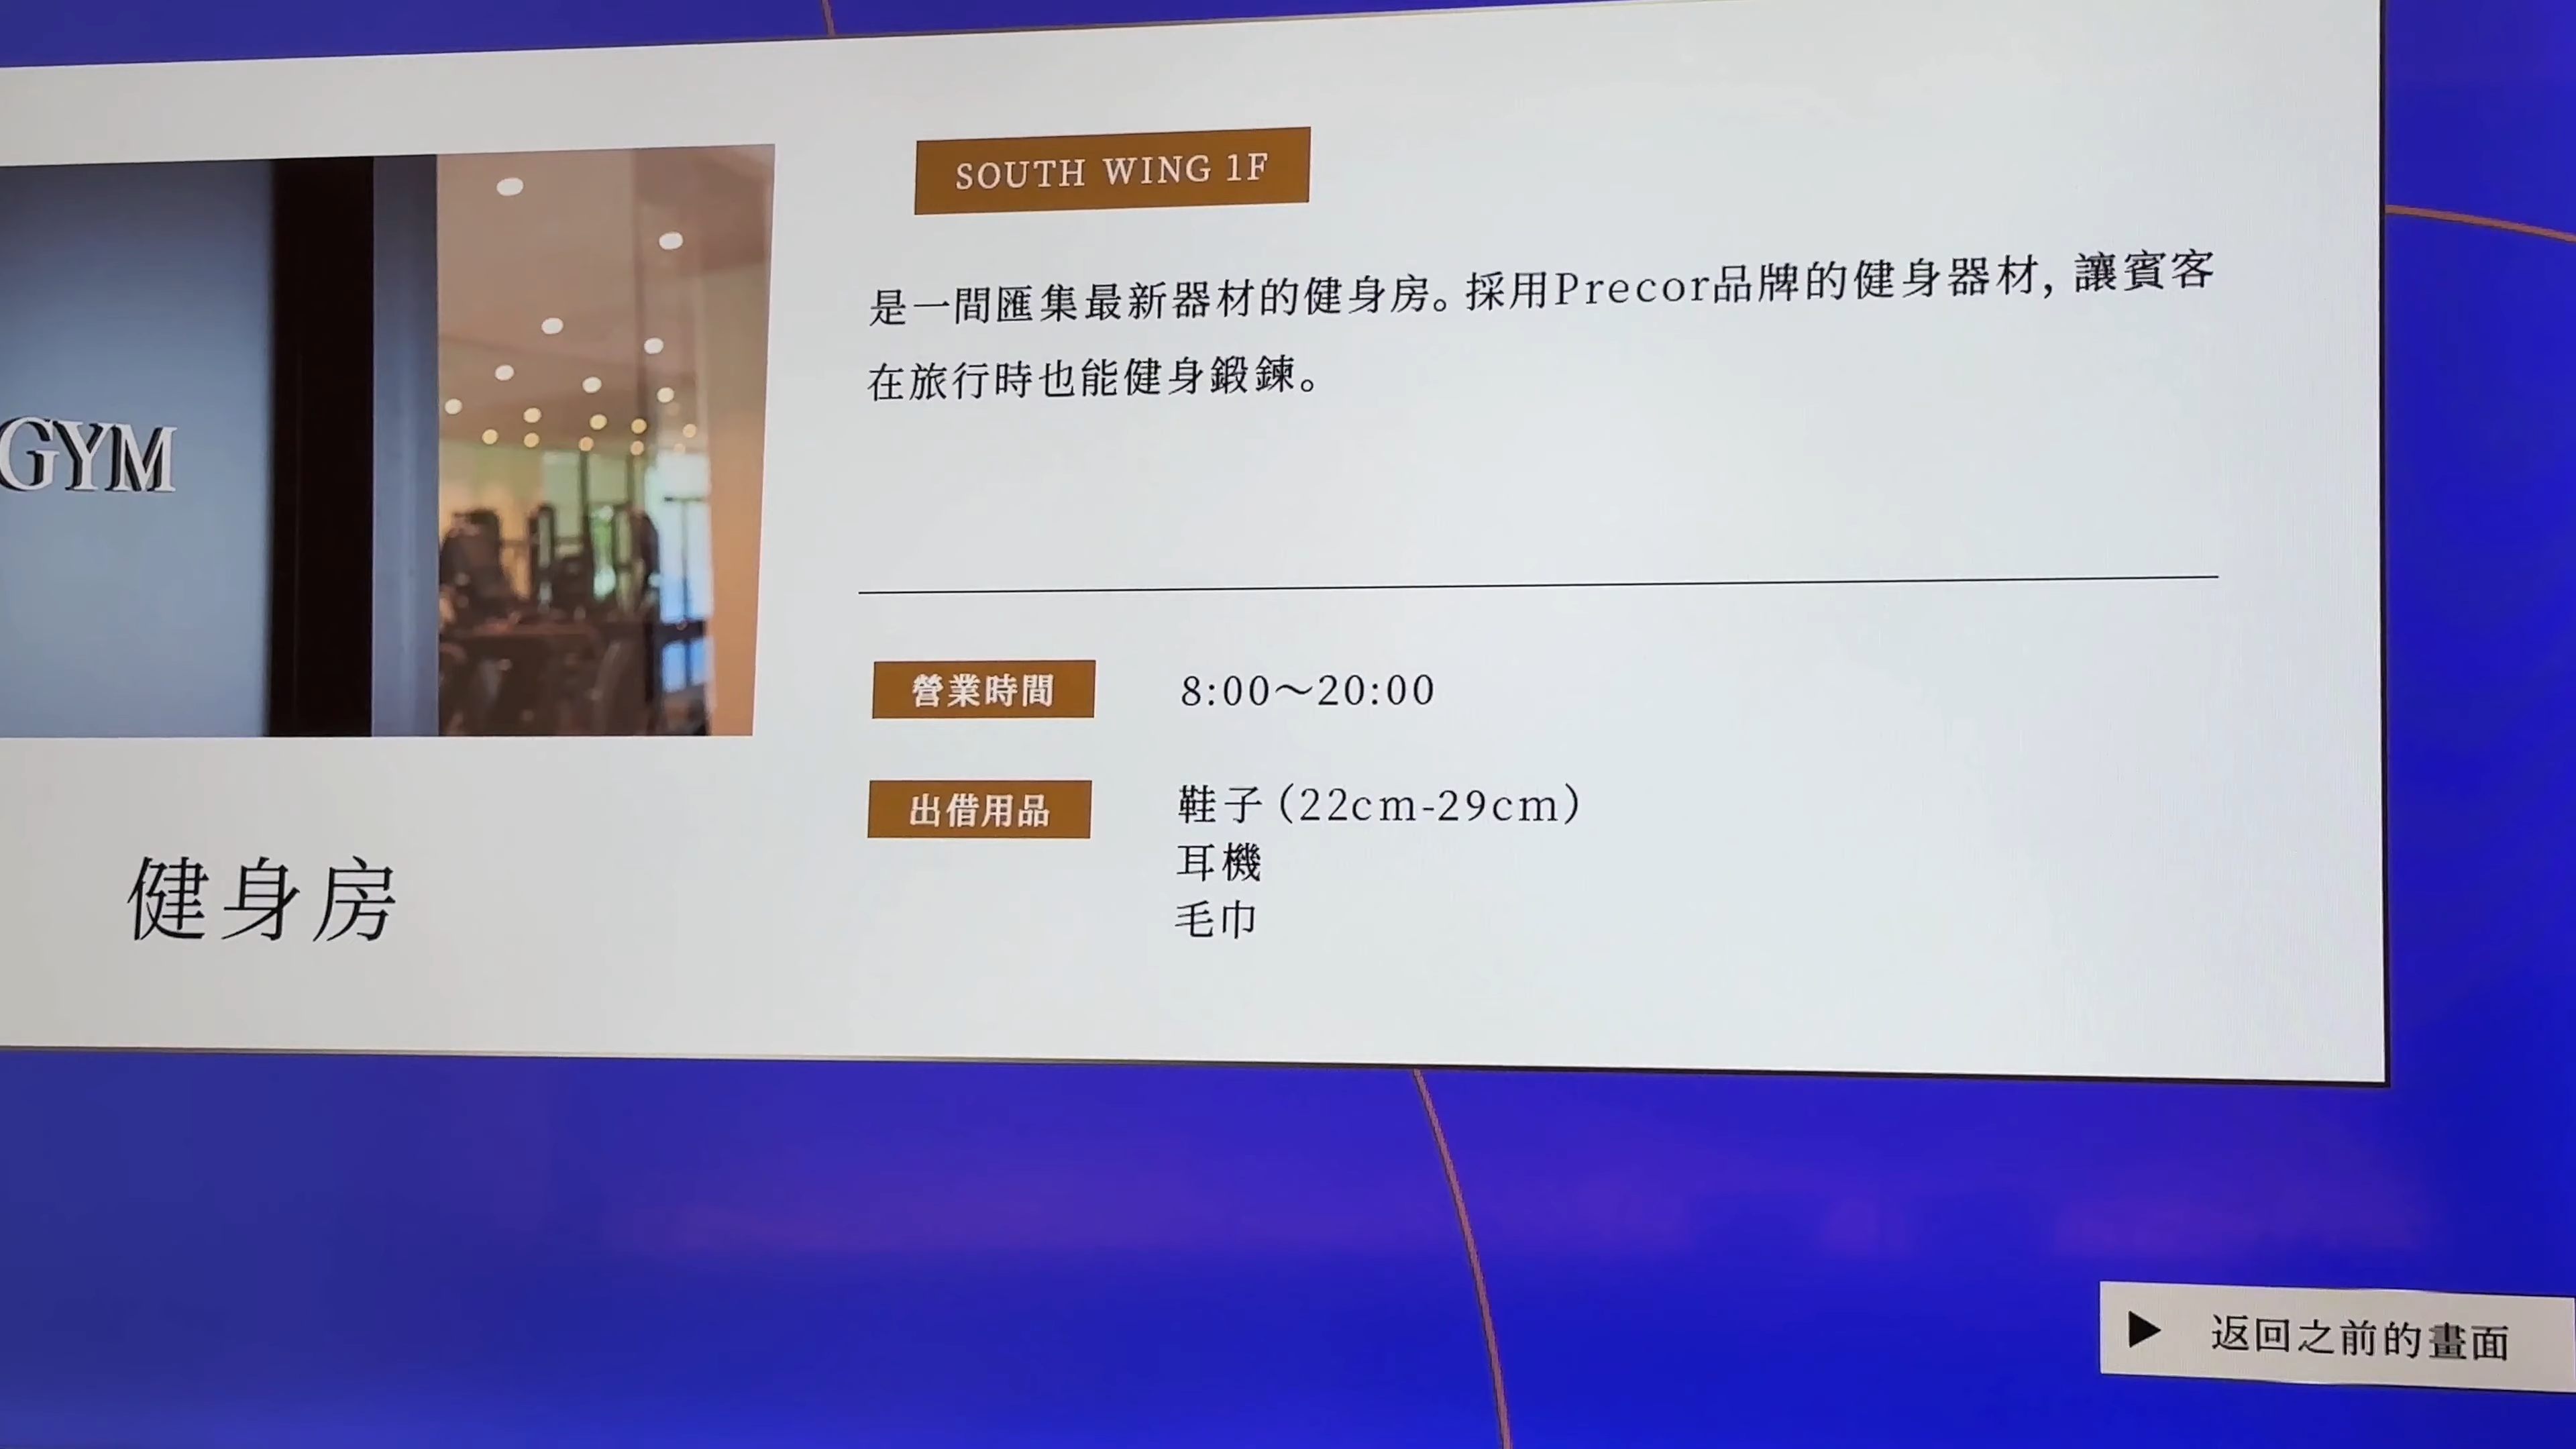 SOUTH WING 1F
是一間匯集最新器材的健身房。採用Precor品牌的健身器材，讓賓客
在旅行時也能健身鍛鍊。
GYM
健身房
營業時間 8:00～20:00
出借用品 鞋子（22cm-29cm）
耳機
毛巾
▶ 返回之前的畫面